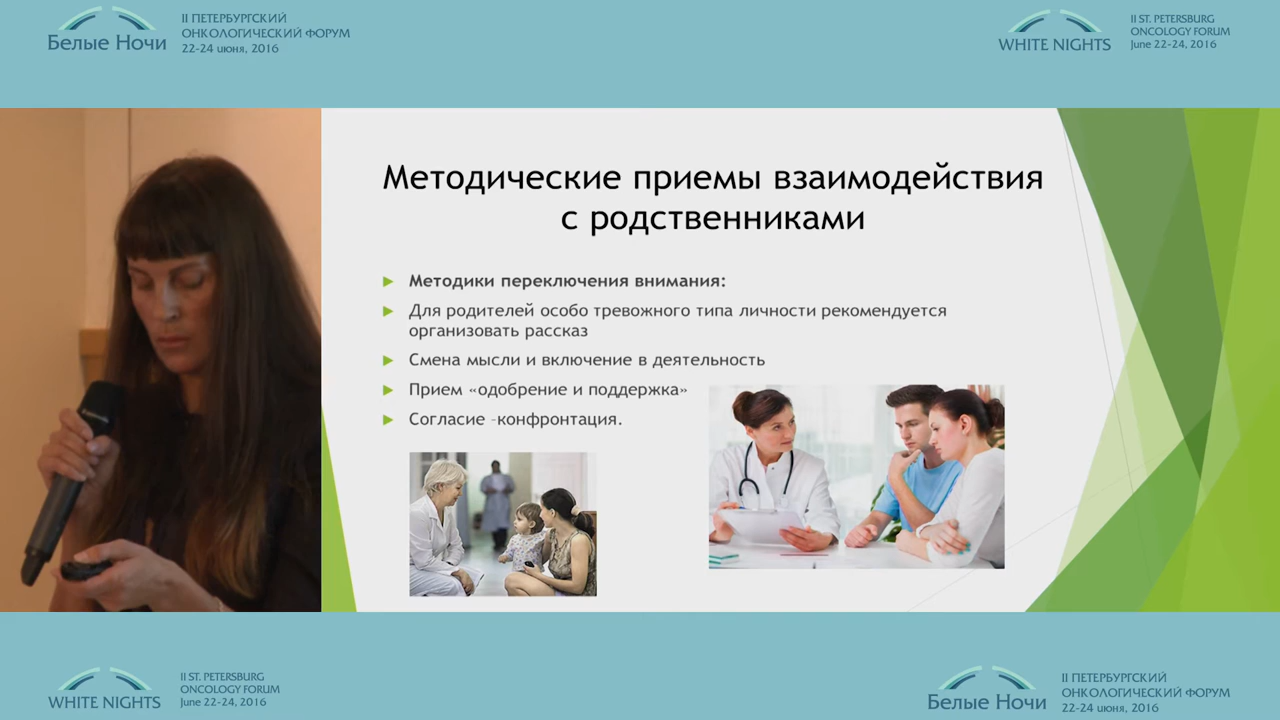 Белые Ночи
II ПЕТЕРБУРГСКИЙ
ОНКОЛОГИЧЕСКИЙ ФОРУМ
22-24 июня, 2016
WHITE NIGHTS
II ST. PETERSBURG
ONCOLOGY FORUM
June 22-24, 2016
Методические приемы взаимодействия
с родственниками
Методики переключения внимания:
Для родителей особо тревожного типа личности рекомендуется
организовать рассказ
Смена мысли и включение в деятельность
Прием «одобрение и поддержка»
Согласие -конфронтация.
WHITE NIGHTS
II ST. PETERSBURG
ONCOLOGY FORUM
June 22-24, 2016
Белые Ночи
II ПЕТЕРБУРГСКИЙ
ОНКОЛОГИЧЕСКИЙ ФОРУМ
22-24 июня, 2016